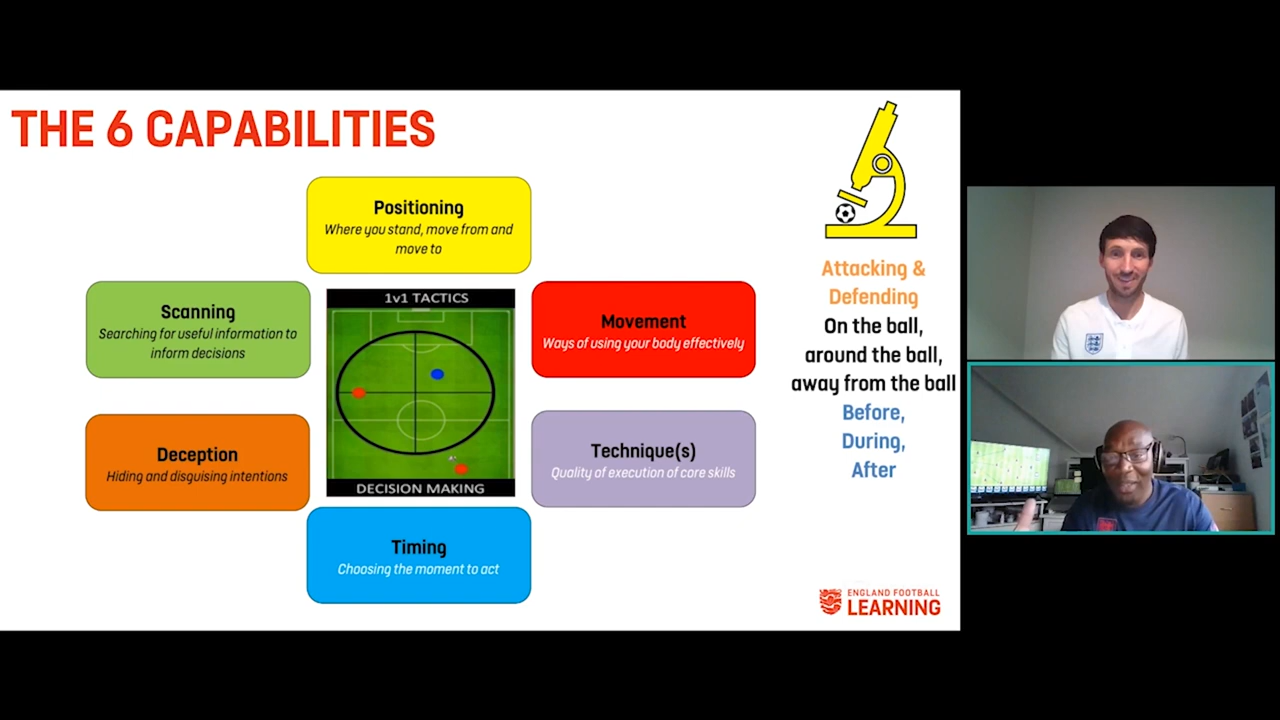 THE 6 CAPABILITIES
Positioning
Where you stand, move from and
move to
Scanning
Searching for useful information to
inform decisions
1v1 TACTICS
Movement
Ways of using your body effectively
Deception
Hiding and disguising intentions
Technique(s)
Quality of execution of core skills
DECISION MAKING
Timing
Choosing the moment to act
Attacking &
Defending
On the ball,
around the ball,
away from the ball
Before,
During,
After
ENGLAND FOOTBALL
LEARNING